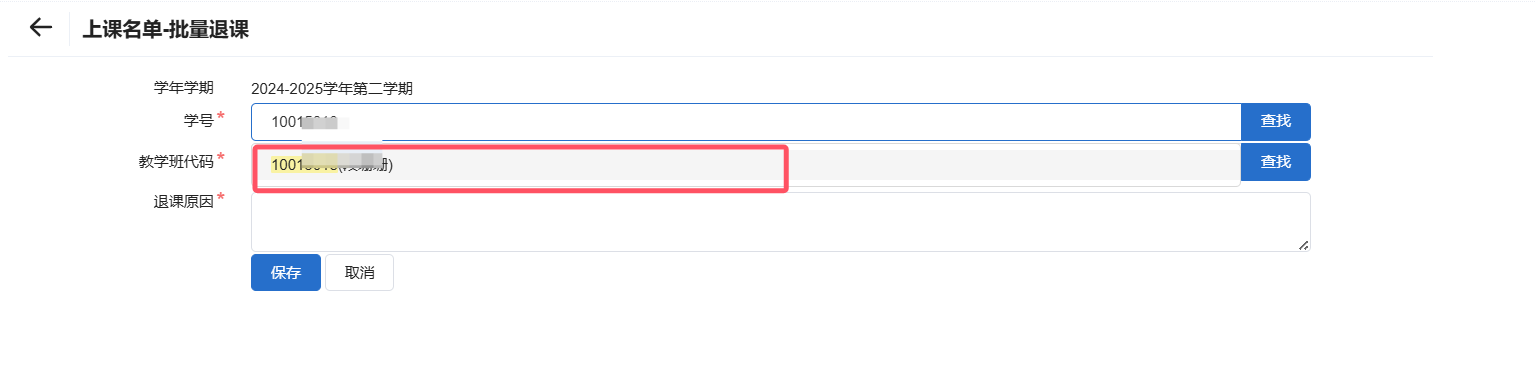 上课名单-批量退课
学年学期 2024-2025学年第二学期
学号* 查找
教学班代码* 查找
退课原因*
保存 取消